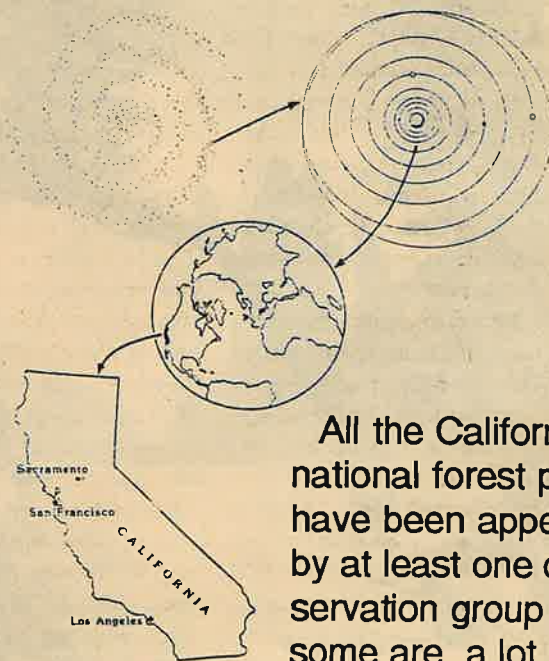 Sacramento
San Francisco
CALIFORNIA
Los Angeles
All the Californ
national forest p
have been appe
by at least one c
servation group
some are a lot